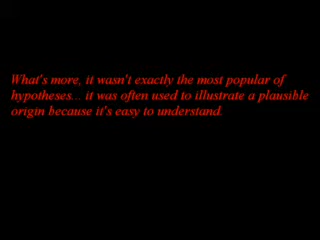 What's more, it wasn't exactly the most popular of
hypotheses... it was often used to illustrate a plausible
origin because it's easy to understand.